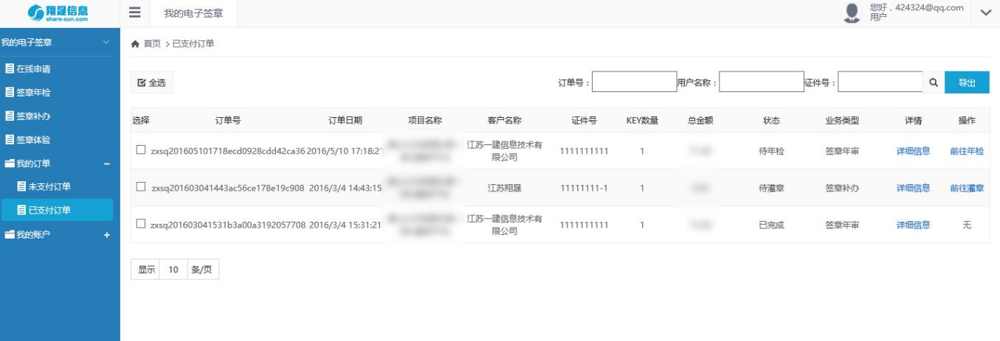 翔晟信息
share-sun.com
我的电子签章
您好，424324@qq.com
用户
我的电子签章
在线申请
签章年检
签章补办
签章体验
我的订单
未支付订单
已支付订单
我的账户
首页 > 已支付订单
全选 订单号： 用户名称： 证件号： 导出
选择 订单号 订单日期 项目名称 客户名称 证件号 KEY数量 总金额 状态 业务类型 详情 操作
zxsq201605101718ecd0928cdd42ca36 2016/5/10 17:18:21 江苏一建信息技术有限公司 1111111111 1 待年检 签章年审 详细信息 前往年检
zxsq201603041443ac56ce178e19c908 2016/3/4 14:43:15 江苏翔晟 11111111-1 1 待灌章 签章补办 详细信息 前往灌章
zxsq201603041531b3a00a3192057708 2016/3/4 15:31:21 江苏一建信息技术有限公司 1111111111 1 已完成 签章年审 详细信息 无
显示 10 条/页